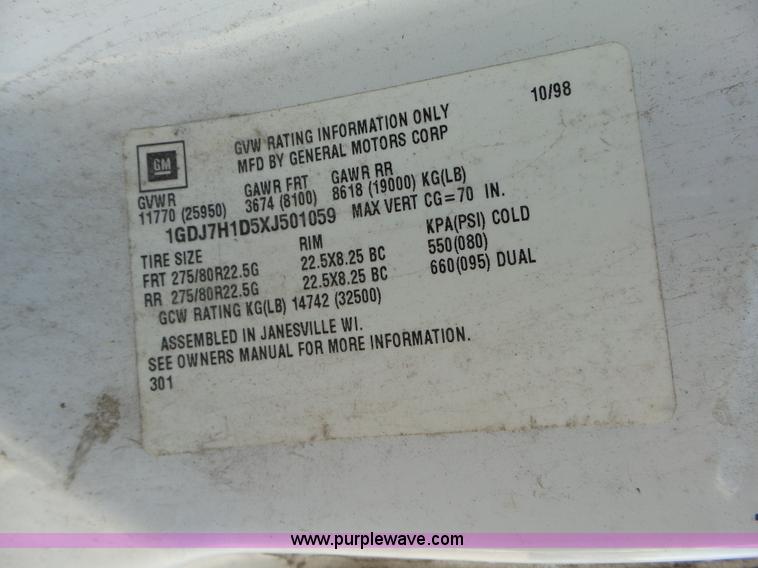 GVW RATING INFORMATION ONLY 10/98
MFD BY GENERAL MOTORS CORP
GM
GVWR GAWR FRT GAWR RR
11770 (25950) 3674 (8100) 8618 (19000) KG(LB)
1GDJ7H1D5XJ501059 MAX VERT CG=70 IN.
TIRE SIZE RIM KPA(PSI) COLD
FRT 275/80R22.5G 22.5X8.25 BC 550(080)
RR 275/80R22.5G 22.5X8.25 BC 660(095) DUAL
GCW RATING KG(LB) 14742 (32500)
ASSEMBLED IN JANESVILLE WI.
SEE OWNERS MANUAL FOR MORE INFORMATION.
301
www.purplewave.com